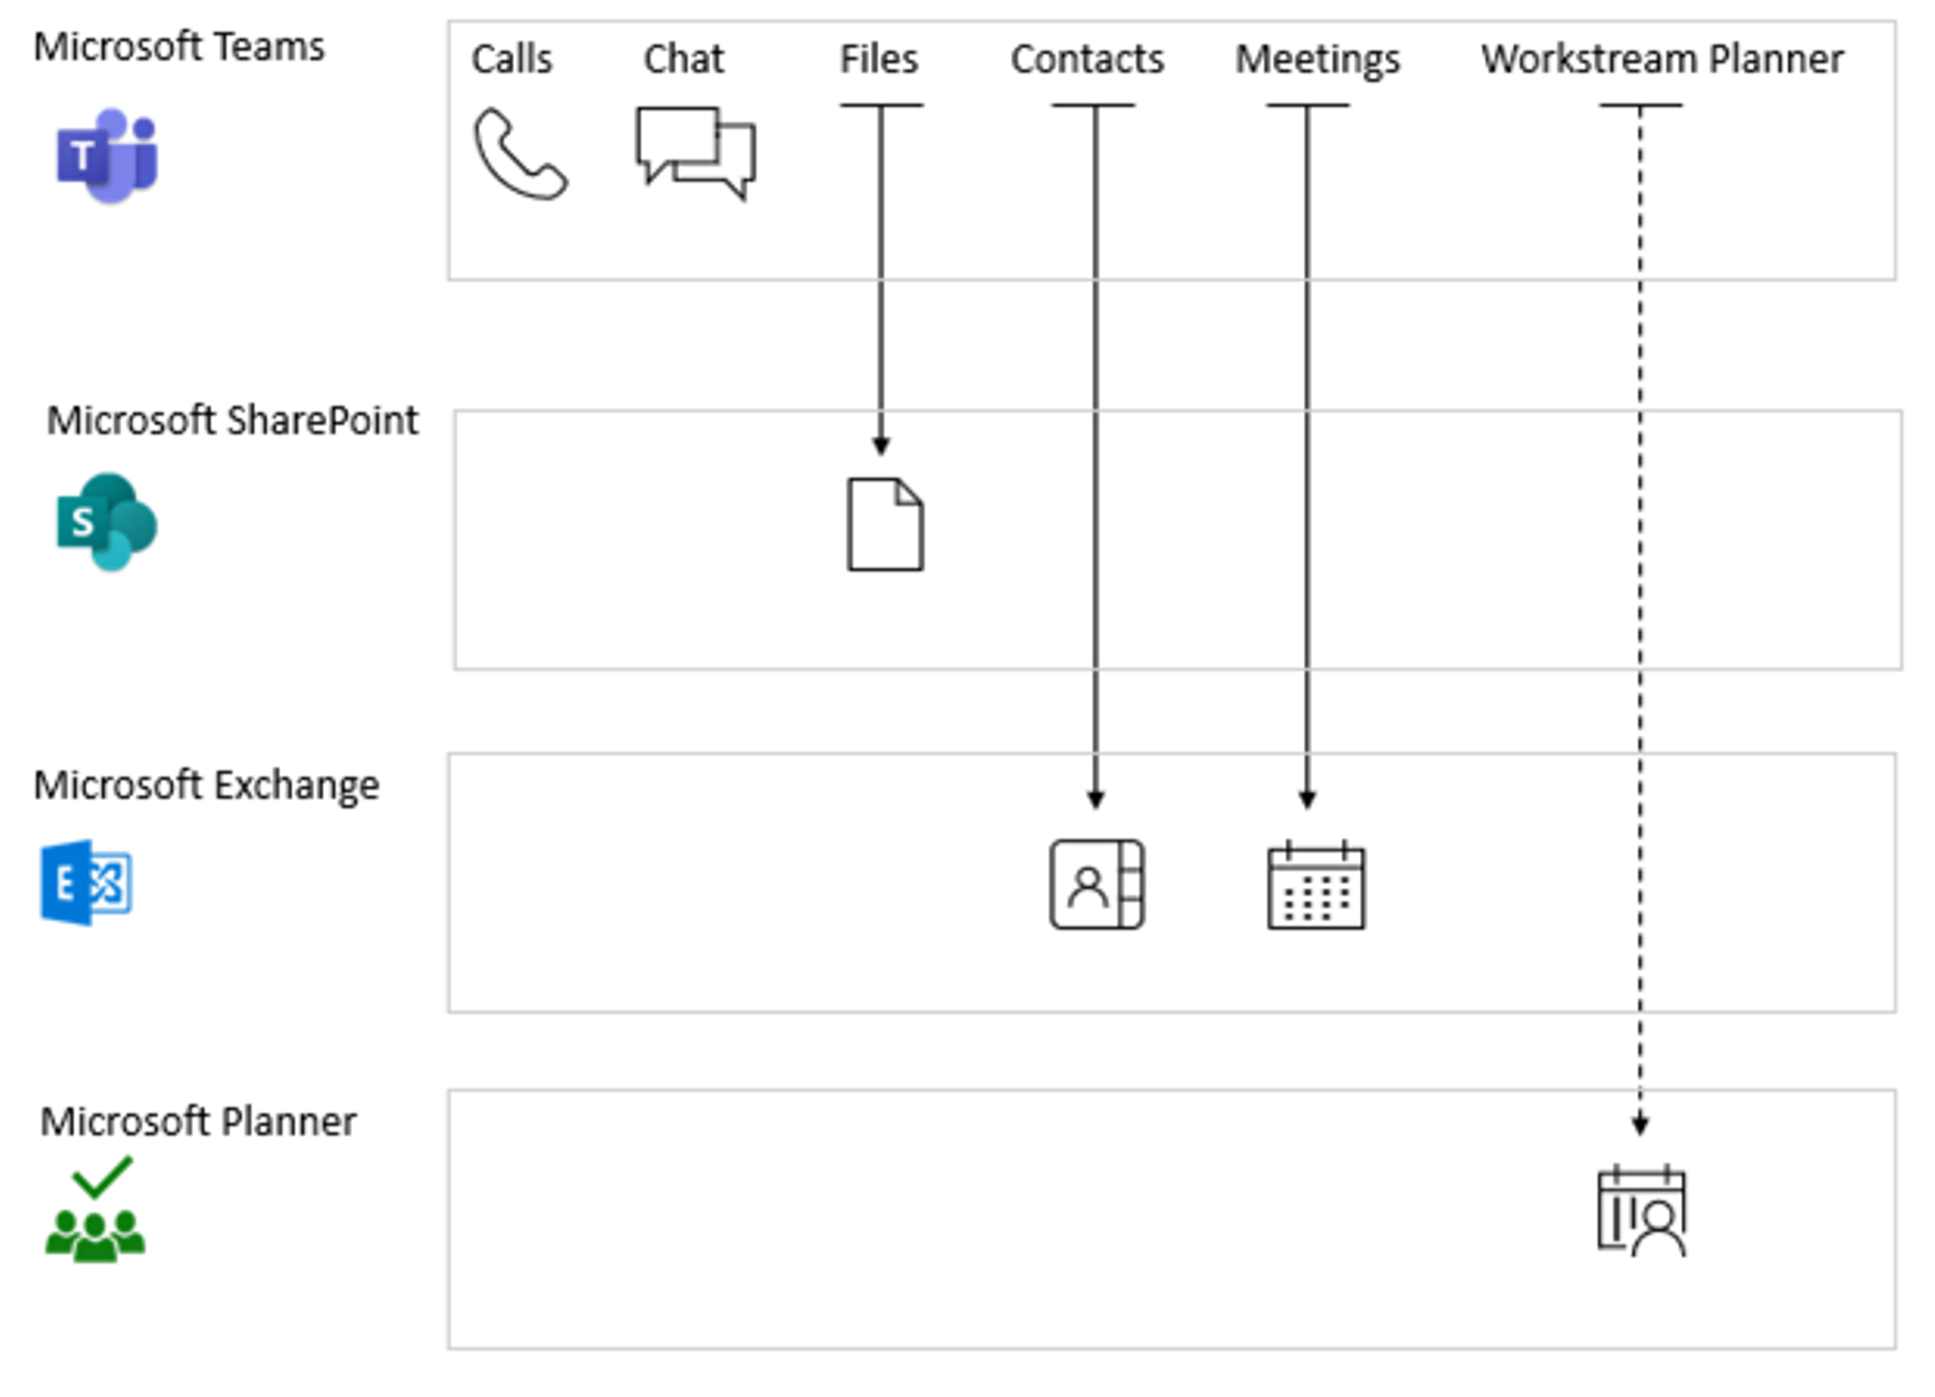 Microsoft Teams
Calls Chat Files Contacts Meetings Workstream Planner
T
Microsoft SharePoint
S
Microsoft Exchange
E
Microsoft Planner